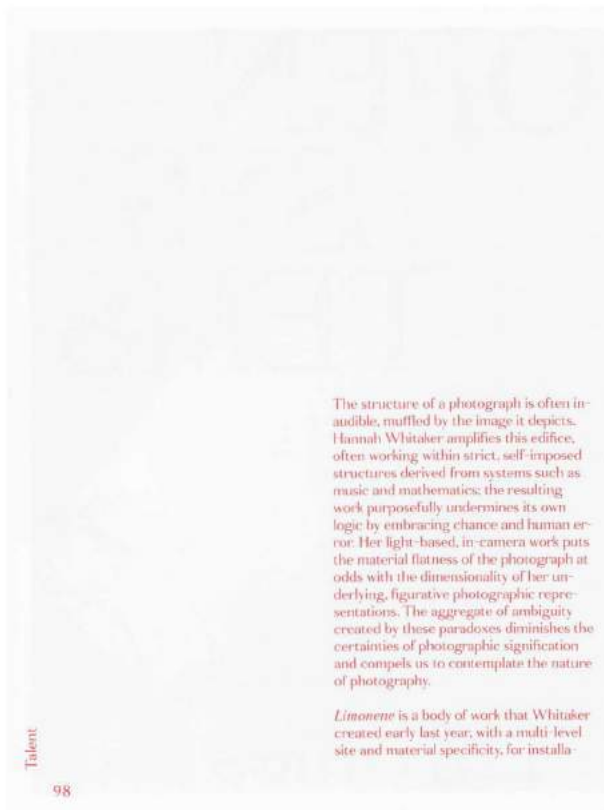 The structure of a photograph is often in-
audible, muffled by the image it depicts.
Hannah Whitaker amplifies this edifice,
often working within strict, self-imposed
structures derived from systems such as
music and mathematics; the resulting
work purposefully undermines its own
logic by embracing chance and human er-
ror. Her light-based, in-camera work puts
the material flatness of the photograph at
odds with the dimensionality of her un-
derlying, figurative photographic repre-
sentations. The aggregate of ambiguity
created by these paradoxes diminishes the
certainties of photographic signification
and compels us to contemplate the nature
of photography.
Limonene is a body of work that Whitaker
created early last year, with a multi-level
site and material specificity, for installa-
Talent
98